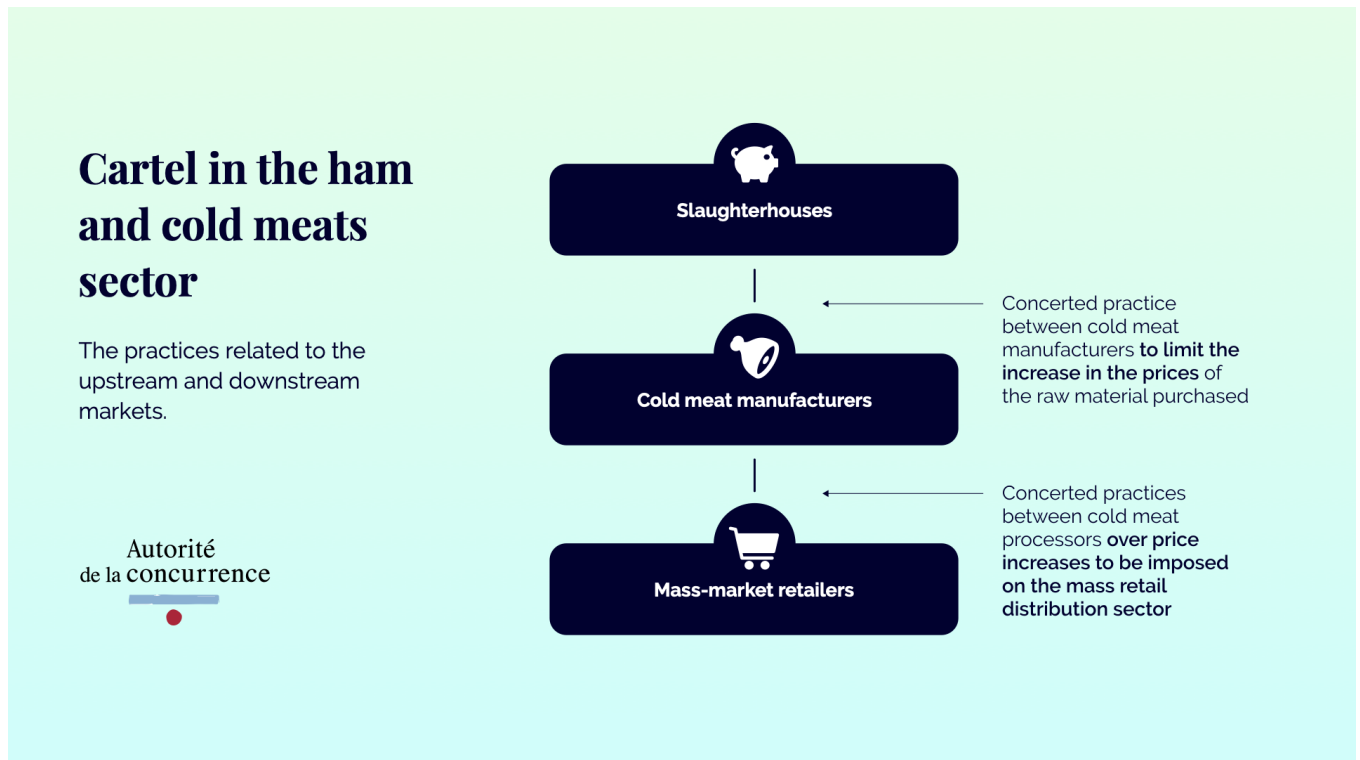 Cartel in the ham
and cold meats
sector
The practices related to the
upstream and downstream
markets.
Autorité
de la concurrence
Slaughterhouses
Concerted practice
between cold meat
manufacturers to limit the
increase in the prices of
the raw material purchased
Cold meat manufacturers
Concerted practices
between cold meat
processors over price
increases to be imposed
on the mass retail
distribution sector
Mass-market retailers